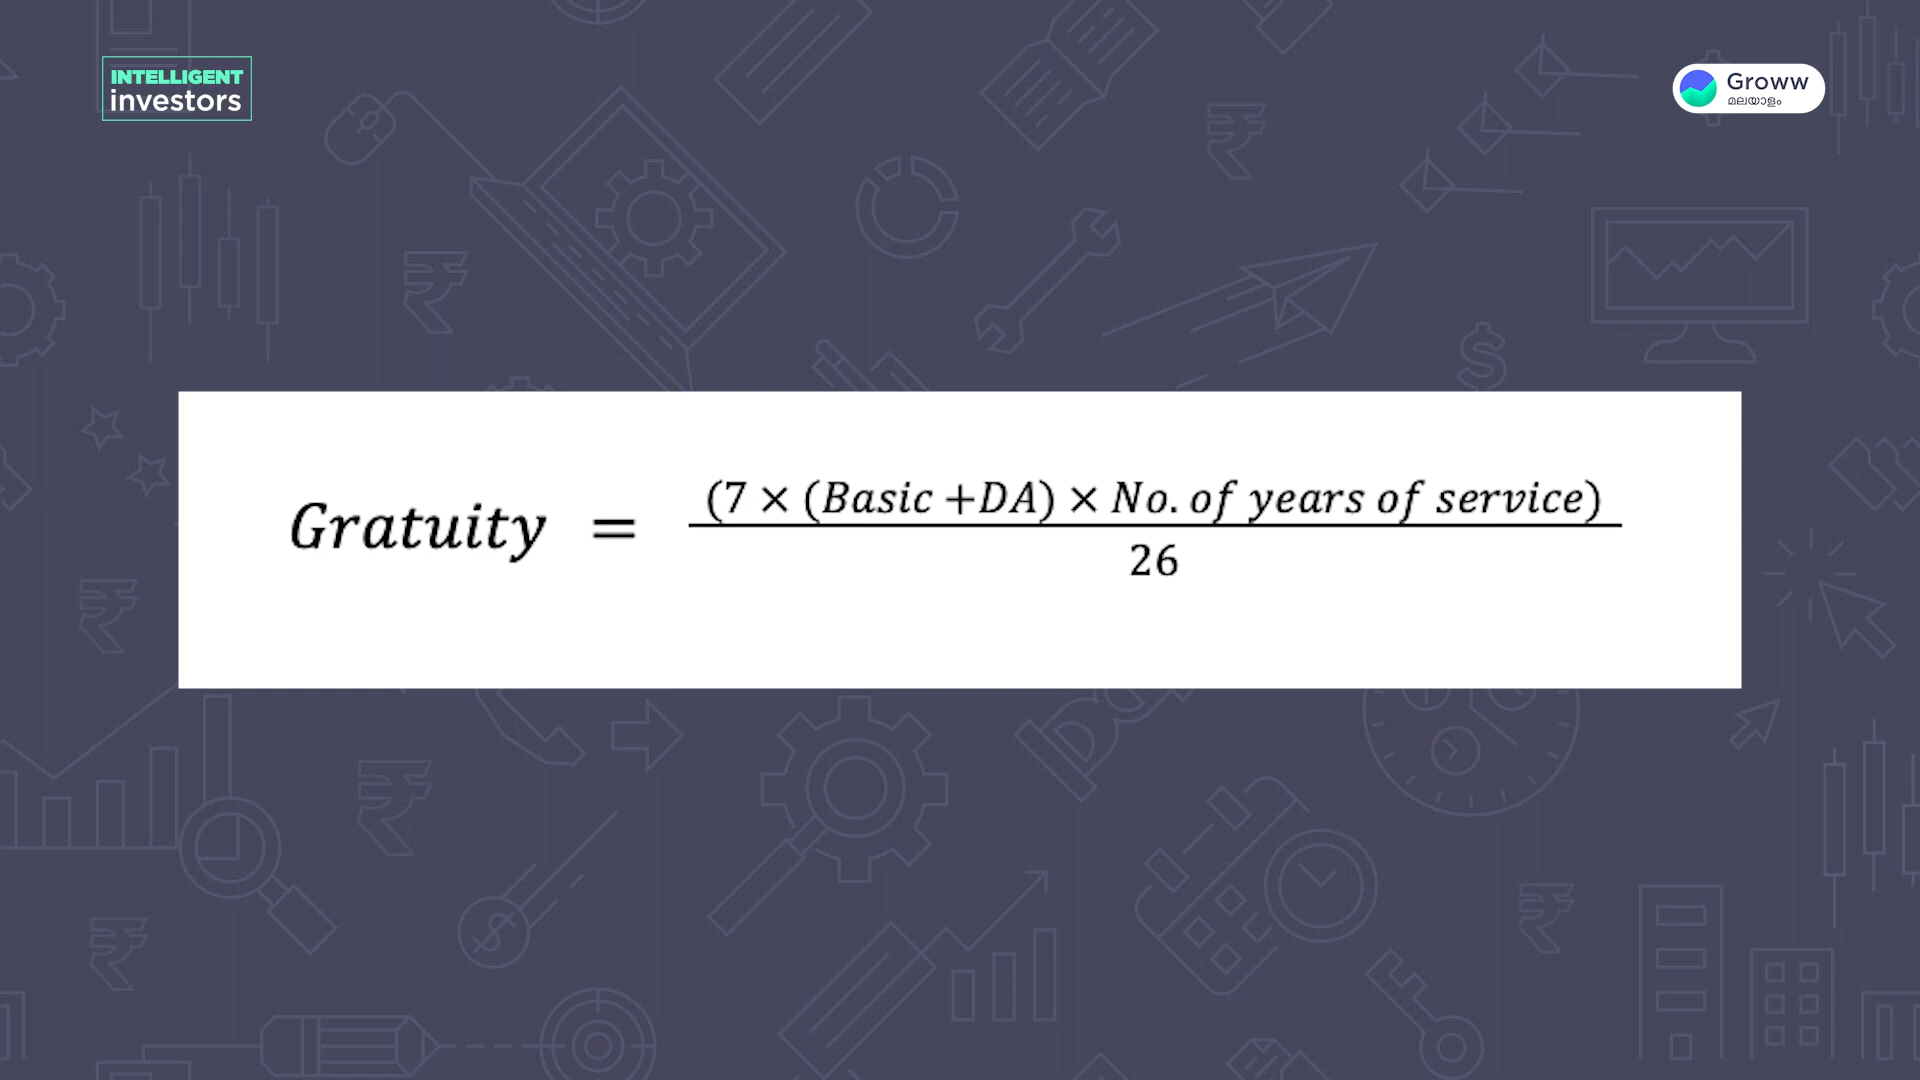 INTELLIGENT
investors
Groww
മലയാളം
Gratuity = (7 × (Basic +DA) × No. of years of service)
26